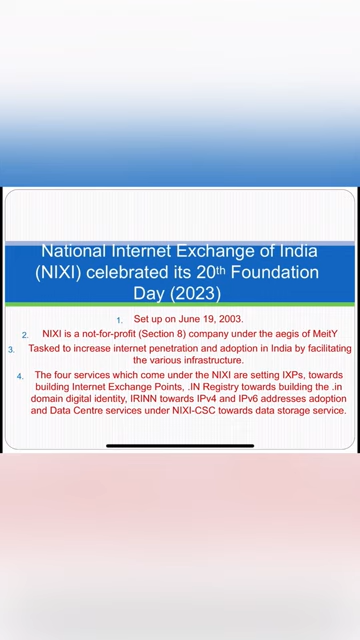 National Internet Exchange of India
(NIXI) celebrated its 20th Foundation
Day (2023)
1. Set up on June 19, 2003.
2. NIXI is a not-for-profit (Section 8) company under the aegis of MeitY
3. Tasked to increase internet penetration and adoption in India by facilitating
the various infrastructure.
4. The four services which come under the NIXI are setting IXPs, towards
building Internet Exchange Points, .IN Registry towards building the .in
domain digital identity, IRINN towards IPv4 and IPv6 addresses adoption
and Data Centre services under NIXI-CSC towards data storage service.